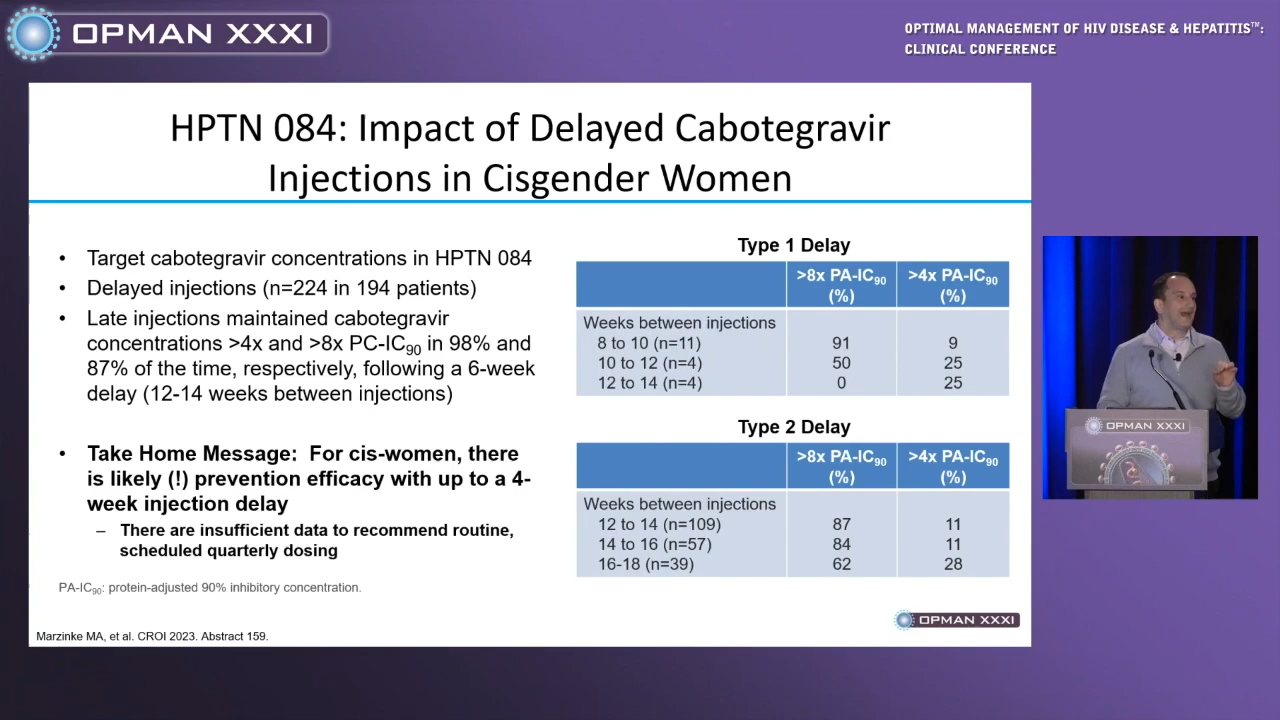 OPMAN XXXI
OPTIMAL MANAGEMENT OF HIV DISEASE & HEPATITIS™:
CLINICAL CONFERENCE
HPTN 084: Impact of Delayed Cabotegravir
Injections in Cisgender Women
• Target cabotegravir concentrations in HPTN 084
• Delayed injections (n=224 in 194 patients)
• Late injections maintained cabotegravir
concentrations >4x and >8x PC-IC90 in 98% and
87% of the time, respectively, following a 6-week
delay (12-14 weeks between injections)
• Take Home Message: For cis-women, there
is likely (!) prevention efficacy with up to a 4-
week injection delay
– There are insufficient data to recommend routine,
scheduled quarterly dosing
PA-IC90: protein-adjusted 90% inhibitory concentration.
Marzinke MA, et al. CROI 2023. Abstract 159.
Type 1 Delay
>8x PA-IC90 >4x PA-IC90
(%) (%)
Weeks between injections
8 to 10 (n=11) 91 9
10 to 12 (n=4) 50 25
12 to 14 (n=4) 0 25
Type 2 Delay
>8x PA-IC90 >4x PA-IC90
(%) (%)
Weeks between injections
12 to 14 (n=109) 87 11
14 to 16 (n=57) 84 11
16-18 (n=39) 62 28
OPMAN XXXI
OPMAN XXXI